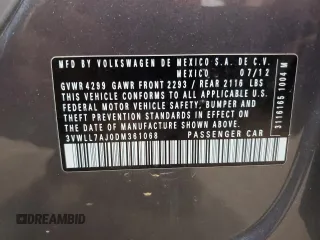 MFD BY VOLKSWAGEN DE MEXICO S.A. DE C.V.
MEXICO 07/12
GVWR 4299 GAWR FRONT 2293 / REAR 2116 LBS
THIS VEHICLE CONFORMS TO ALL APPLICABLE U.S.
FEDERAL MOTOR VEHICLE SAFETY, BUMPER AND
THEFT PREVENTION STANDARDS IN EFFECT ON
THE DATE OF MANUFACTURE SHOWN ABOVE.
3VWLL7AJ0DM361068 PASSENGER CAR
3116165 1004 M
© DREAMBID